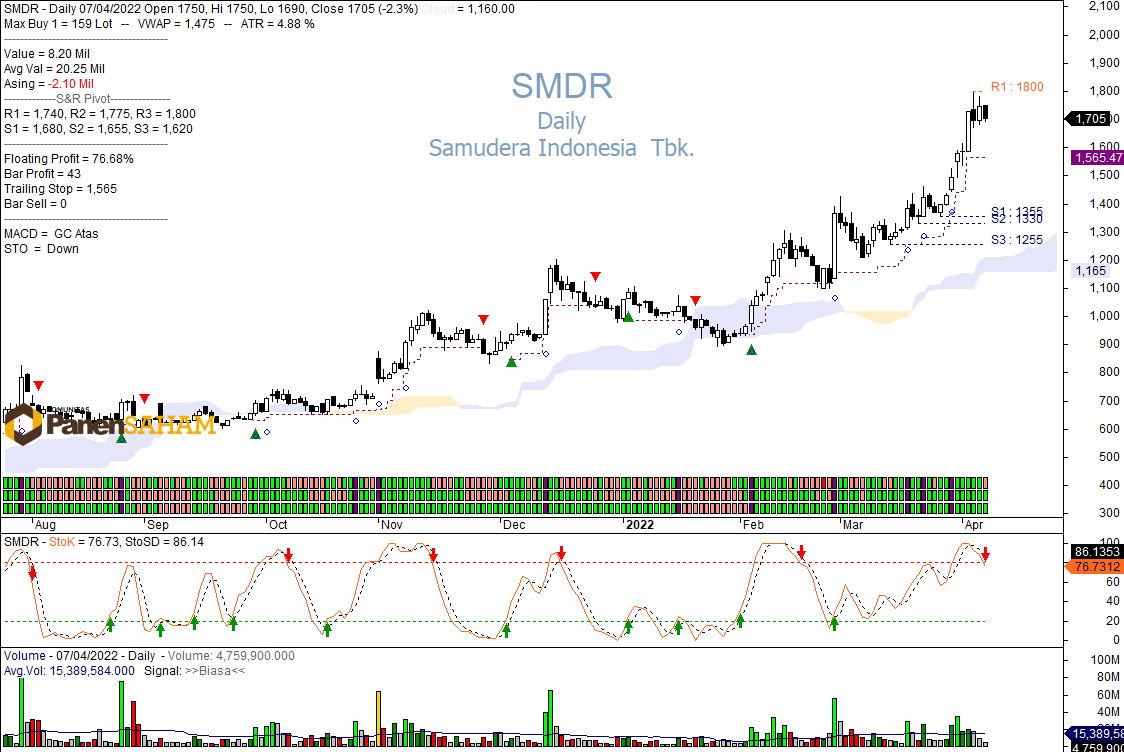 SMDR - Daily 07/04/2022 Open 1750, Hi 1750, Lo 1690, Close 1705 (-2.3%) Cloud = 1,160.00
Max Buy 1 = 159 Lot -- VWAP = 1,475 -- ATR = 4.88 %
Value = 8.20 Mil
Avg Val = 20.25 Mil
Asing = -2.10 Mil
S&R Pivot
R1 = 1,740, R2 = 1,775, R3 = 1,800
S1 = 1,680, S2 = 1,655, S3 = 1,620
Floating Profit = 76.68%
Bar Profit = 43
Trailing Stop = 1,565
Bar Sell = 0
MACD = GC Atas
STO = Down
SMDR
Daily
Samudera Indonesia Tbk.
R1 : 1800
S1 : 1355
S2 : 1330
S3 : 1255
2,100
2,000
1,900
1,800
1,705
1,600
1,565.47
1,500
1,400
1,300
1,200
1,165
1,100
1,000
900
800
700
600
500
400
300
KOMUNITAS
PanenSAHAM
Aug Sep Oct Nov Dec 2022 Feb Mar Apr
SMDR - StoK = 76.73, StoSD = 86.14
100
86.1353
76.7312
60
40
20
0
Volume - 07/04/2022 - Daily - Volume: 4,759,900.000
Avg.Vol: 15,389,584.000 Signal: >>Biasa<<
100M
80M
60M
40M
15,389,58
4,759,900